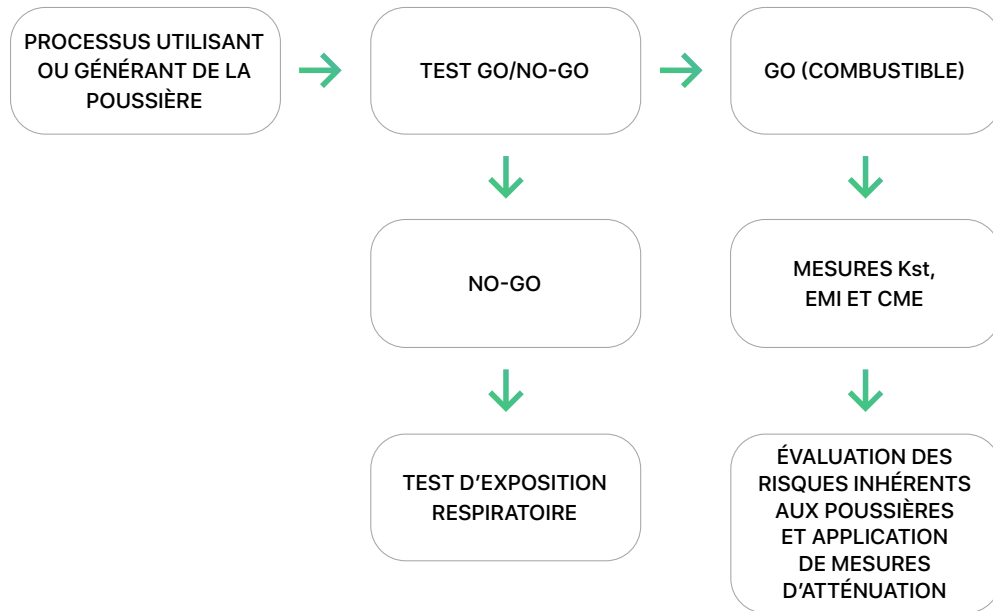 PROCESSUS UTILISANT
OU GÉNÉRANT DE LA
POUSSIÈRE
TEST GO/NO-GO
GO (COMBUSTIBLE)
NO-GO
MESURES Kst,
EMI ET CME
TEST D’EXPOSITION
RESPIRATOIRE
ÉVALUATION DES
RISQUES INHÉRENTS
AUX POUSSIÈRES
ET APPLICATION
DE MESURES
D’ATTÉNUATION